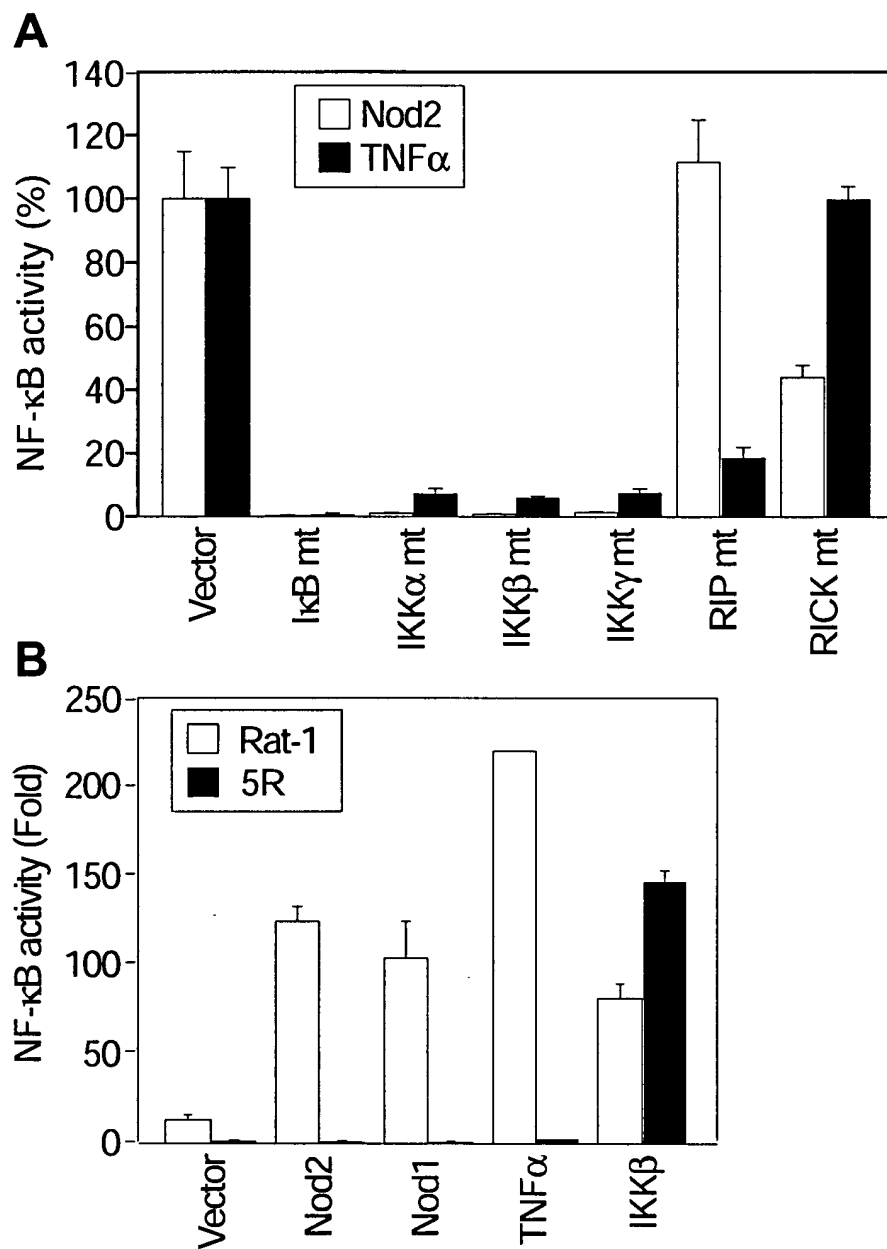 A
NF-κB activity (%)
140
120
100
80
60
40
20
0
Nod2
TNFα
Vector
IκB mt
IKKα mt
IKKβ mt
IKKγ mt
RIP mt
RICK mt
B
NF-κB activity (Fold)
250
200
150
100
50
0
Rat-1
5R
Vector
Nod2
Nod1
TNFα
IKKβ